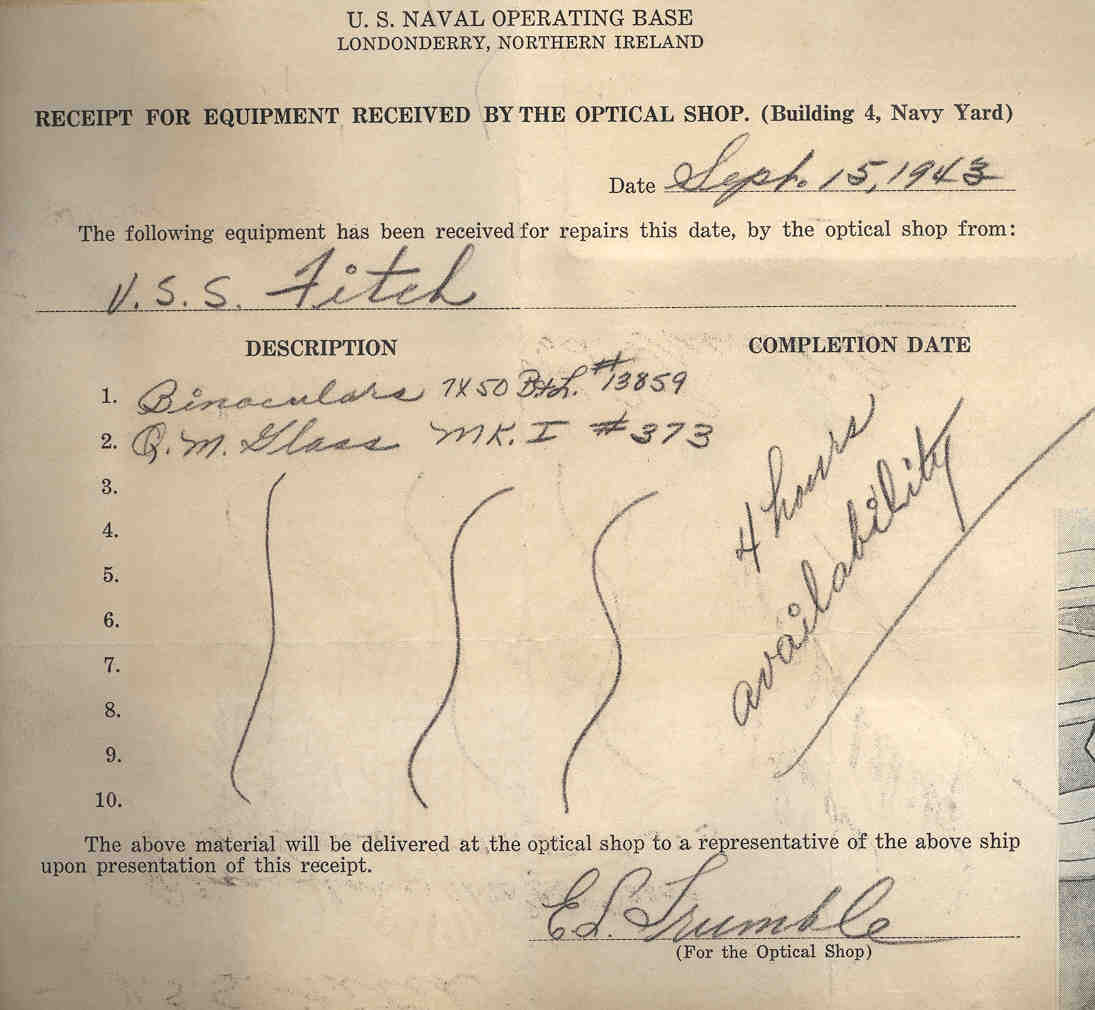 U. S. NAVAL OPERATING BASE
LONDONDERRY, NORTHERN IRELAND
RECEIPT FOR EQUIPMENT RECEIVED BY THE OPTICAL SHOP. (Building 4, Navy Yard)
Date Sept. 15, 1943
The following equipment has been received for repairs this date, by the optical shop from:
U.S.S. Fitch
DESCRIPTION COMPLETION DATE
1. Binoculars 7X50 B&L. #13859
2. Q.M. Glass MK. I #373
3.
4.
5.
6.
7.
8.
9.
10.
4 hours
availability
The above material will be delivered at the optical shop to a representative of the above ship
upon presentation of this receipt.
E L Trumble
(For the Optical Shop)